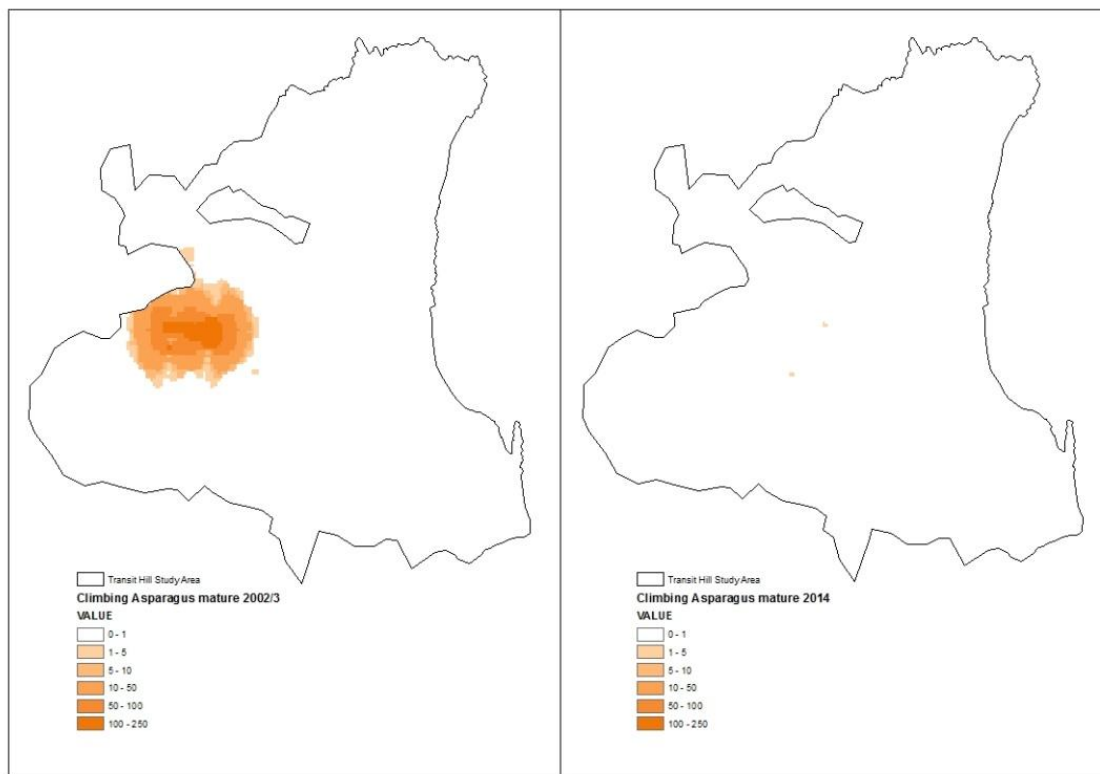 Transit Hill Study Area
Climbing Asparagus mature 2002/3
VALUE
0 - 1
1 - 5
5 - 10
10 - 50
50 - 100
100 - 250
Transit Hill Study Area
Climbing Asparagus mature 2014
VALUE
0 - 1
1 - 5
5 - 10
10 - 50
50 - 100
100 - 250